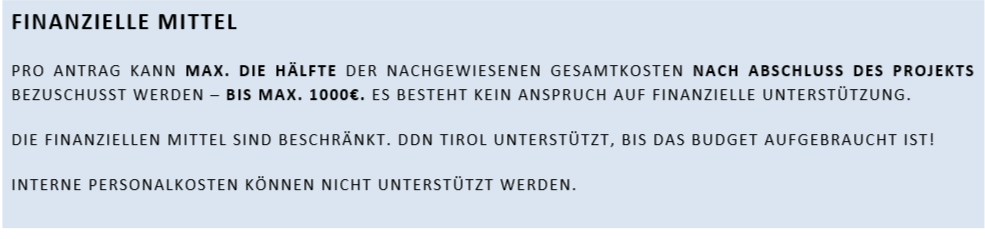 FINANZIELLE MITTEL
PRO ANTRAG KANN MAX. DIE HÄLFTE DER NACHGEWIESENEN GESAMTKOSTEN NACH ABSCHLUSS DES PROJEKTS
BEZUSCHUSST WERDEN – BIS MAX. 1000€. ES BESTEHT KEIN ANSPRUCH AUF FINANZIELLE UNTERSTÜTZUNG.
DIE FINANZIELLEN MITTEL SIND BESCHRÄNKT. DDN TIROL UNTERSTÜTZT, BIS DAS BUDGET AUFGEBRAUCHT IST!
INTERNE PERSONALKOSTEN KÖNNEN NICHT UNTERSTÜTZT WERDEN.